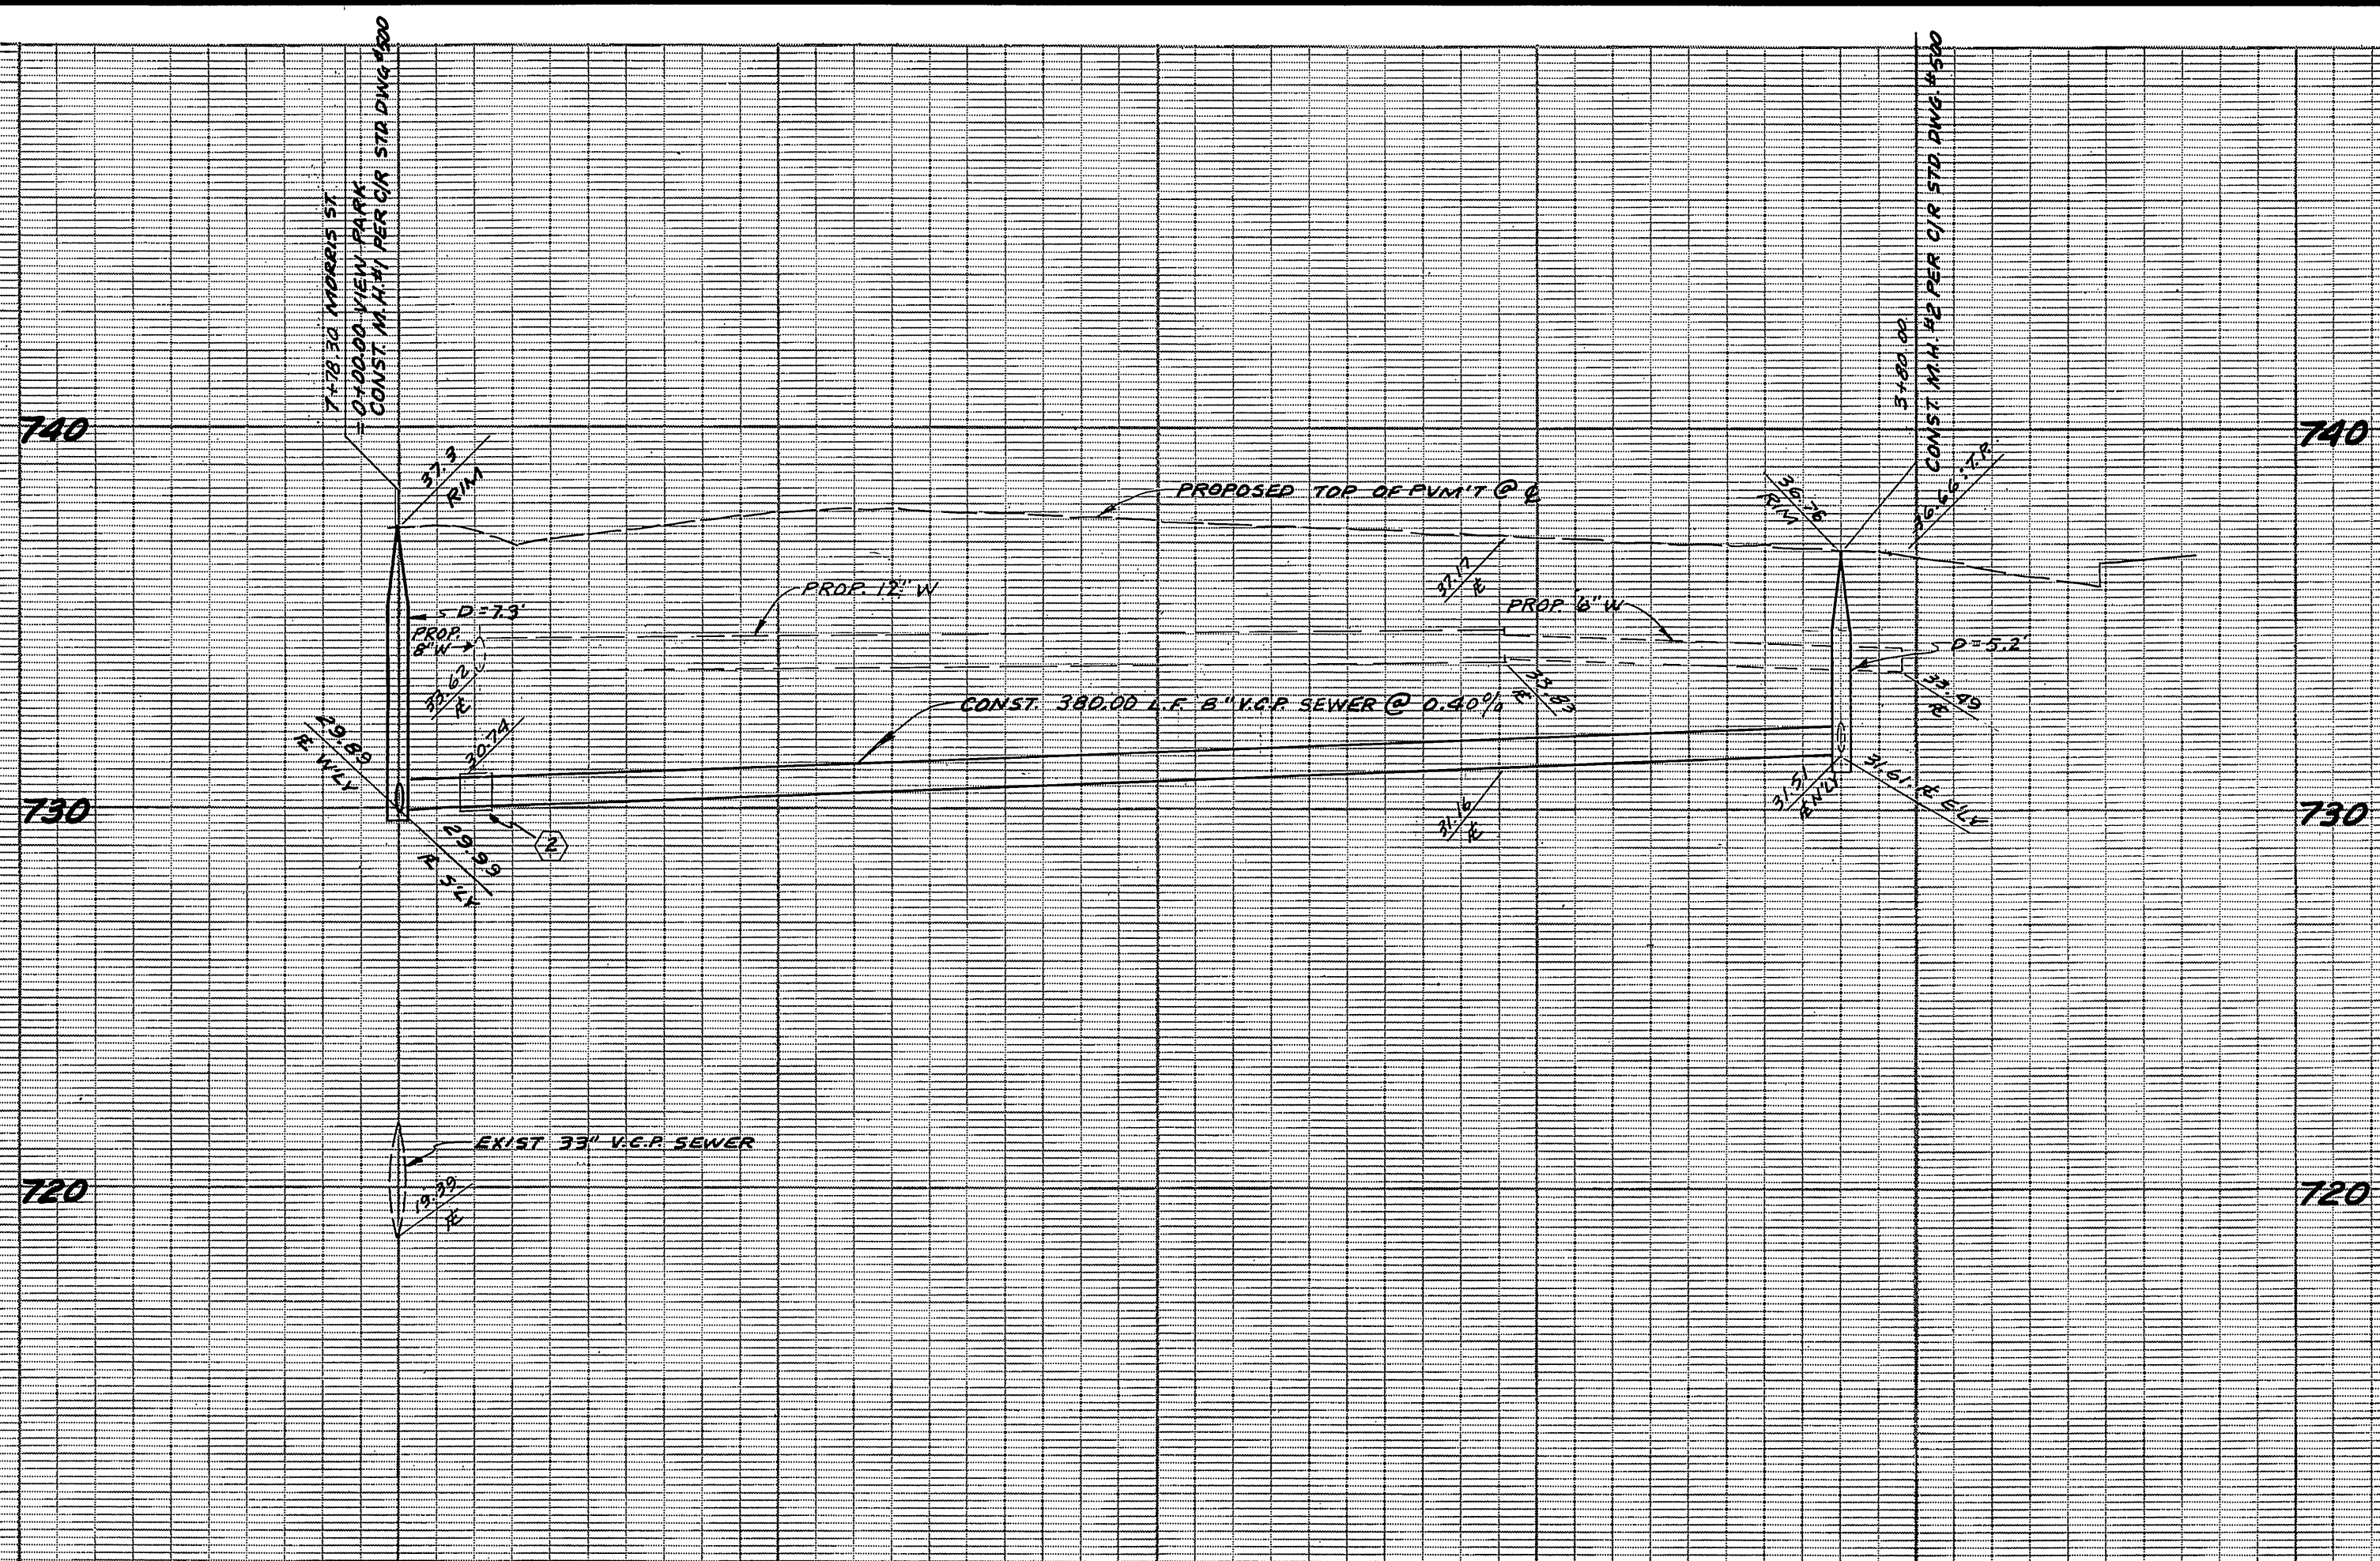 7+78.30 MORRIS ST.
= 0+00.00 VIEW PARK
CONST. M.H. #1 PER C/R STD. DWG #500
3+80.00
CONST. M.H. #2 PER C/R STD. DWG. #500
740
740
37.3
RIM
PROPOSED TOP OF PVM'T @ ℄
36.76
RIM
36.66 T.P.
37.17
PROP. 12" W
PROP. 6" W
D=7.3'
PROP.
8" W
33.62
33.83
D=5.2'
33.49
CONST. 380.00 L.F. 8" V.C.P. SEWER @ 0.40%
29.89
W'LY
30.74
31.16
31.51
N'LY
31.61
E'LY
730
730
2
29.99
S'LY
EXIST 33" V.C.P. SEWER
19.39
720
720